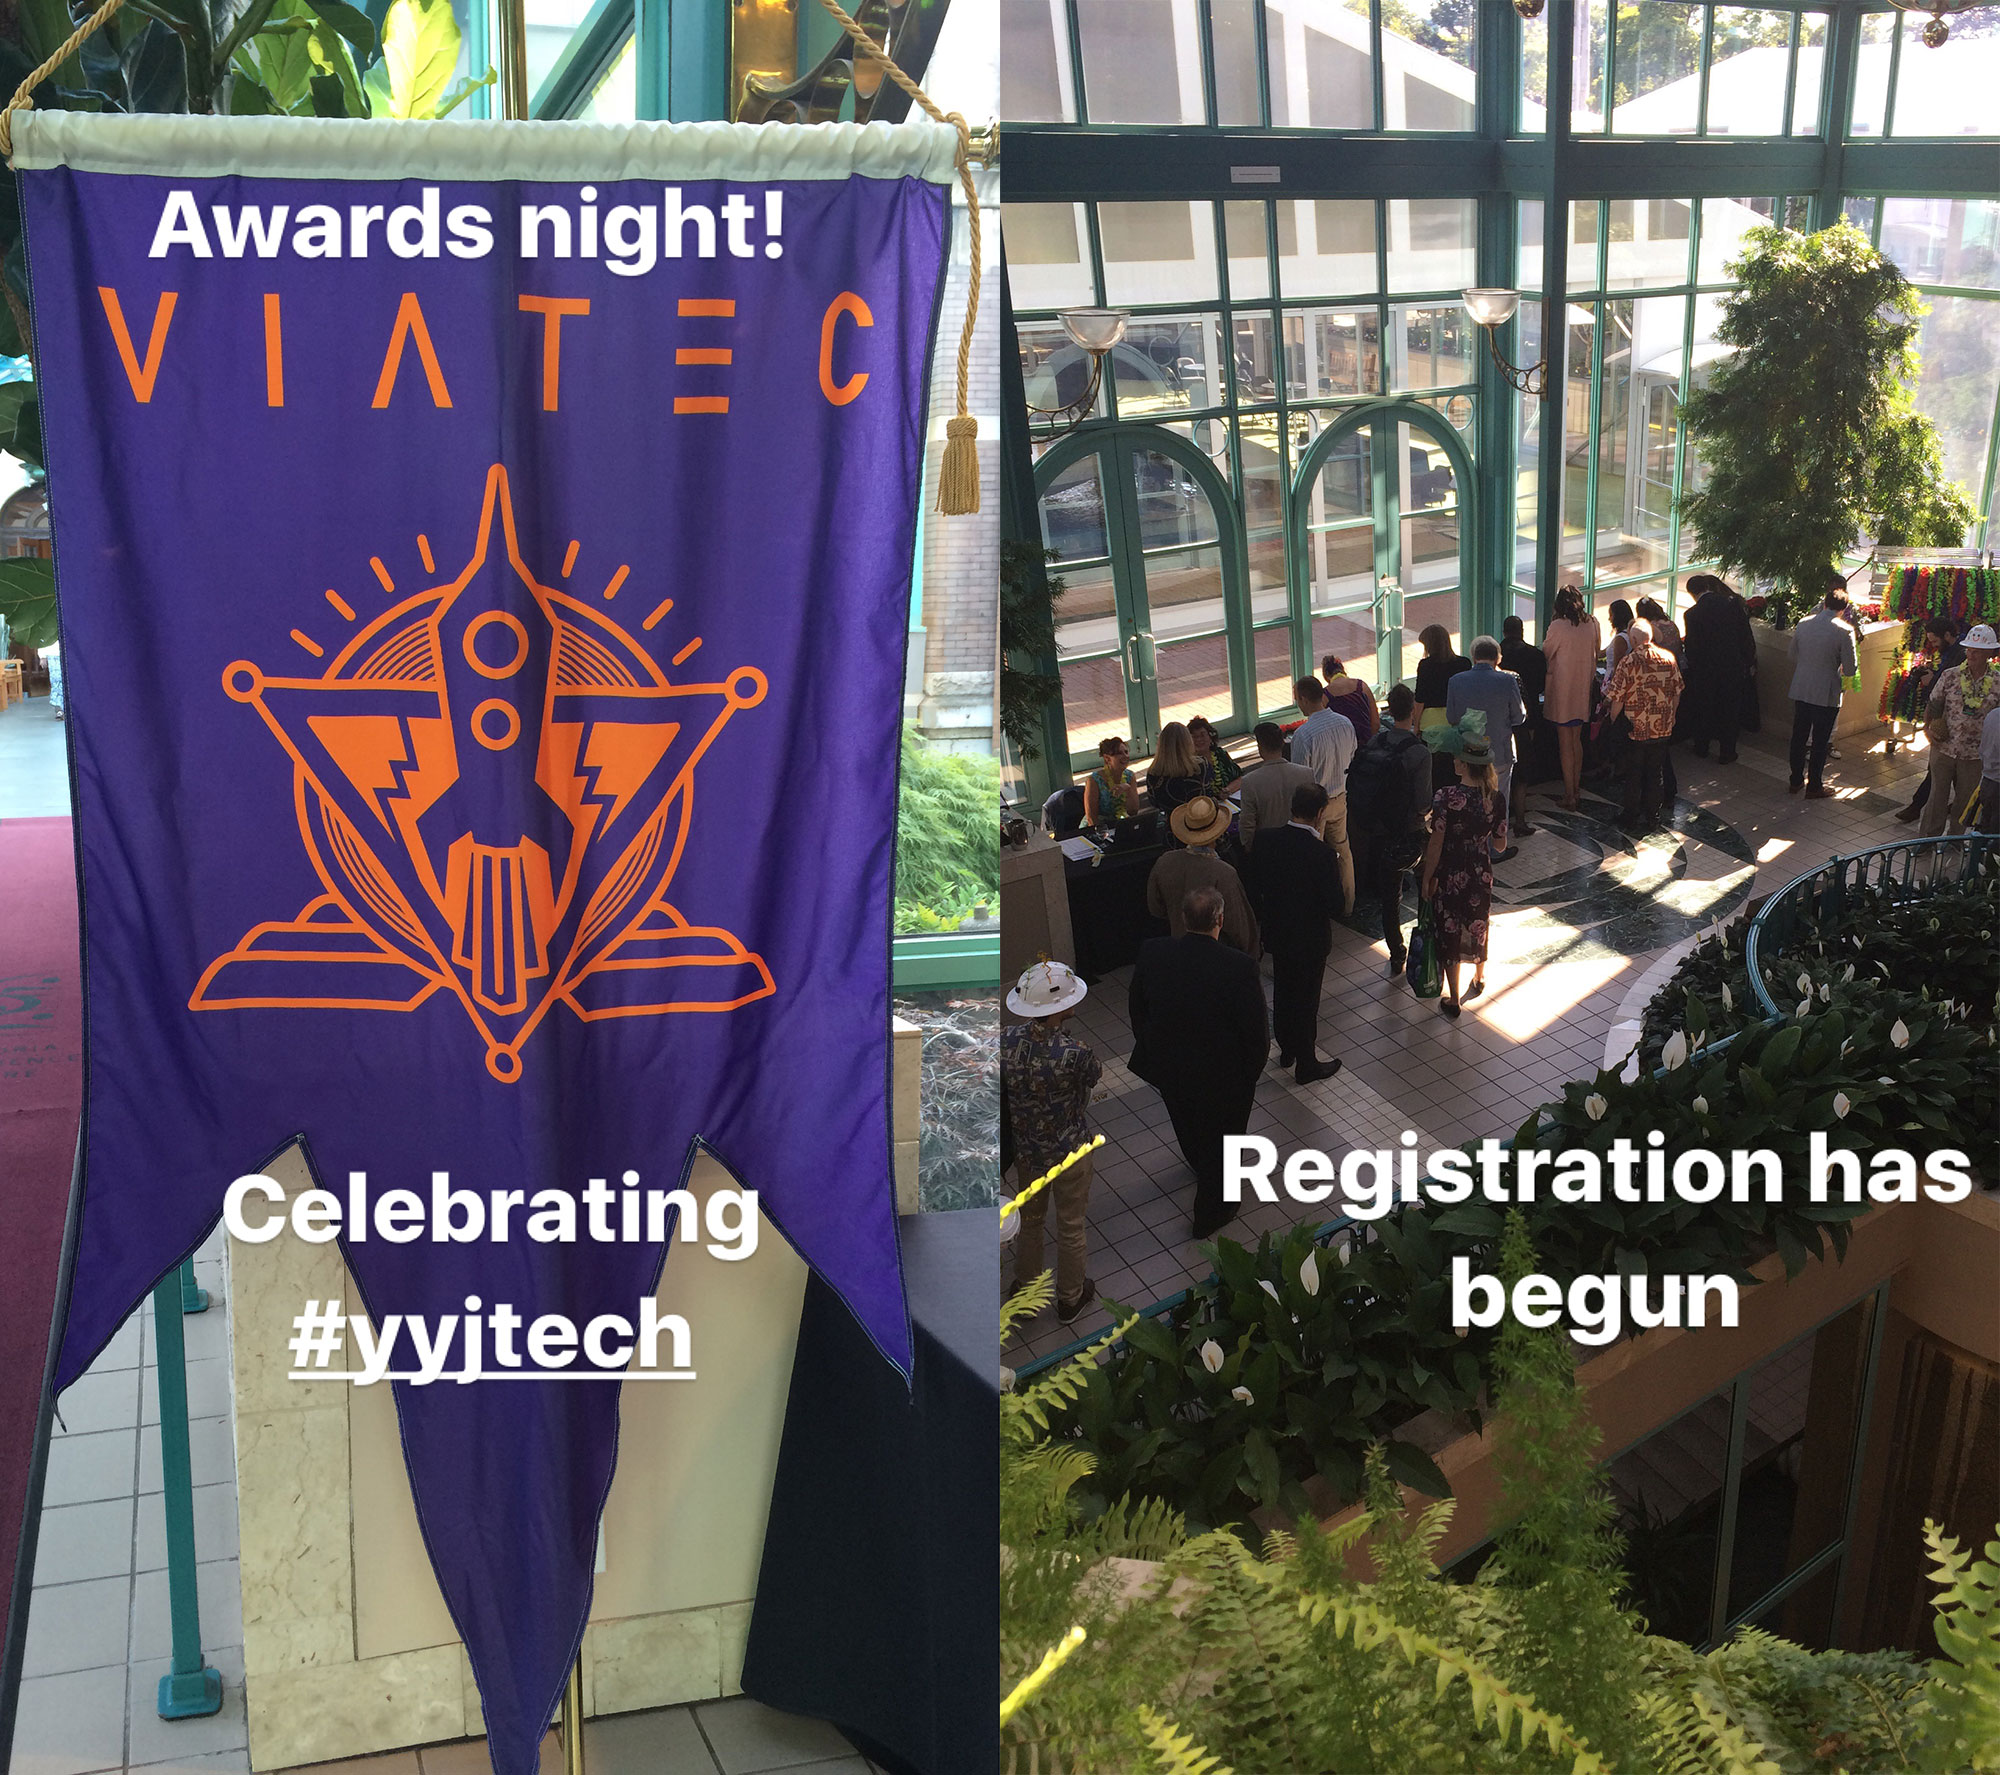 Awards night!
VIATEC
Celebrating
#yyjtech
Registration has
begun